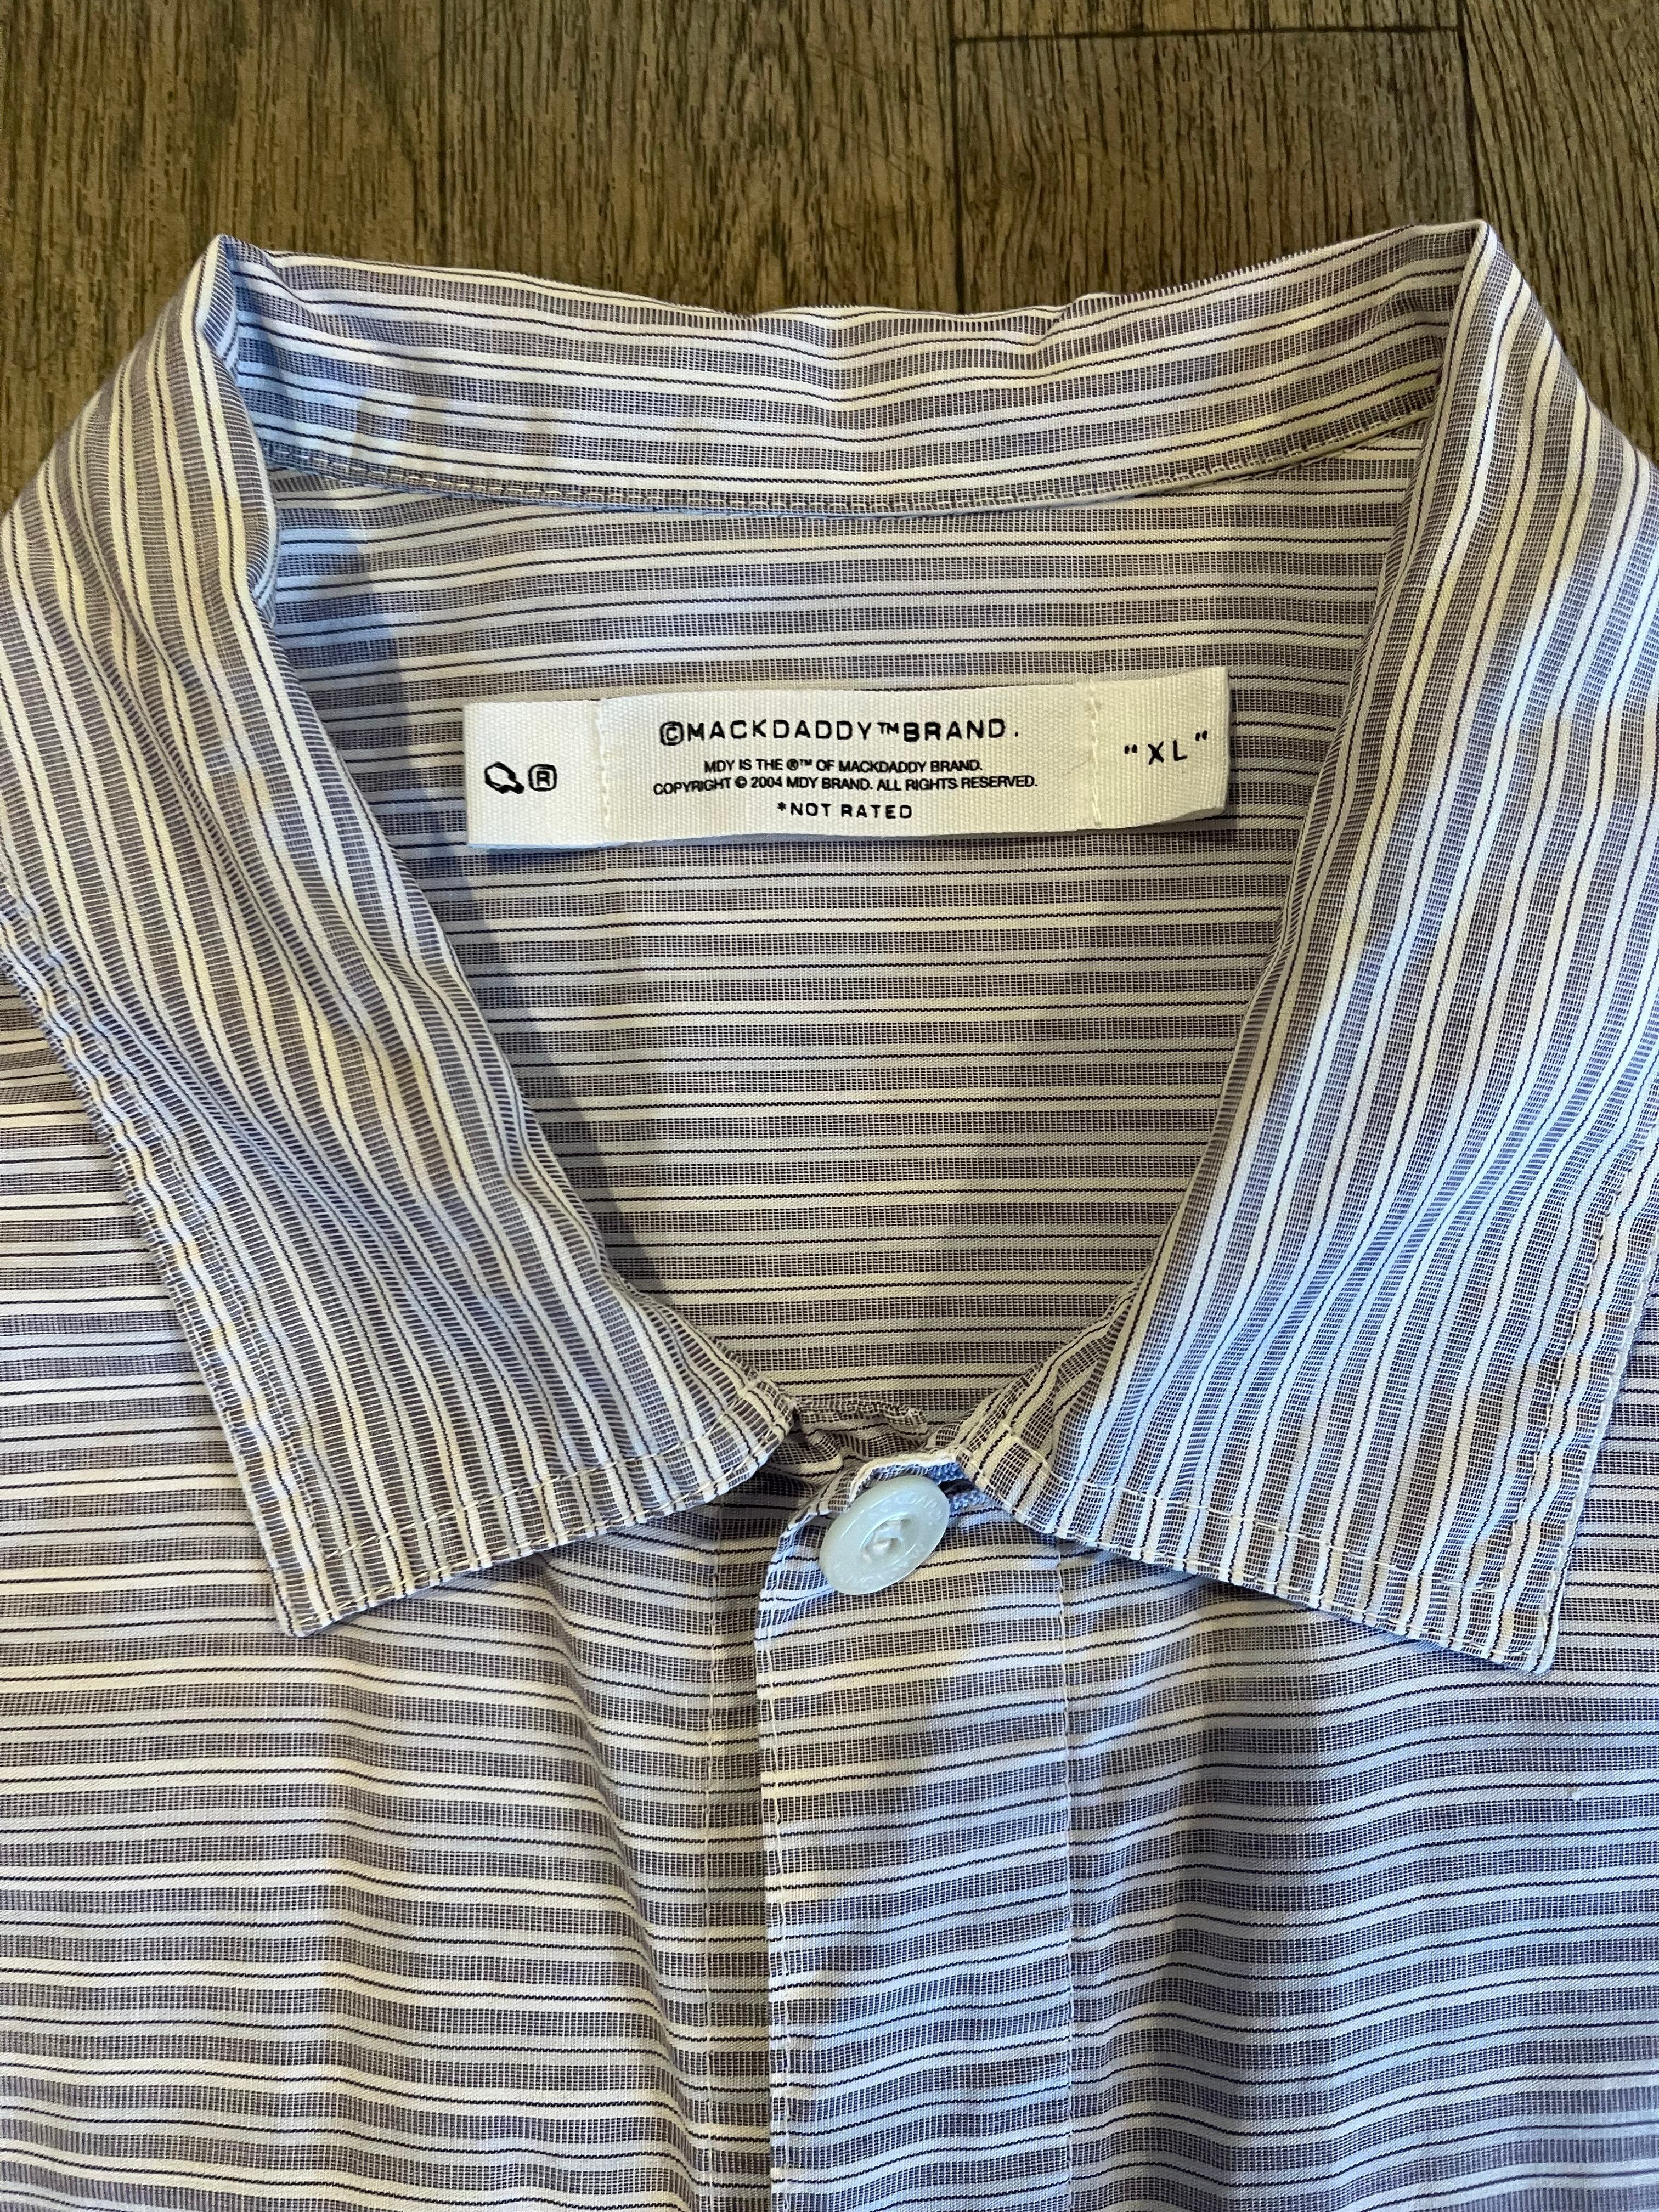 ©MACKDADDY™BRAND.
MDY IS THE ®™ OF MACKDADDY BRAND.
COPYRIGHT © 2004 MDY BRAND. ALL RIGHTS RESERVED.
*NOT RATED
®
"XL"